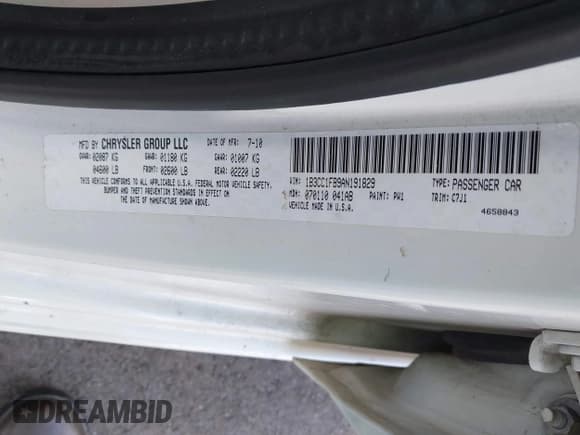 MFD BY CHRYSLER GROUP LLC DATE OF MFR: 7-10
GVWR: 02087 KG GAWR: 01180 KG GAWR: 01007 KG
04600 LB FRONT: 02600 LB REAR: 02220 LB
THIS VEHICLE CONFORMS TO ALL APPLICABLE U.S.A. FEDERAL MOTOR VEHICLE SAFETY,
BUMPER AND THEFT PREVENTION STANDARDS IN EFFECT ON
THE DATE OF MANUFACTURE SHOWN ABOVE.
VIN: 1B3CC1FB9AN191829 TYPE: PASSENGER CAR
MDH: 070110 041AB PAINT: PW1 TRIM: C7J1
VEHICLE MADE IN U.S.A. 4658843
DREAMBID